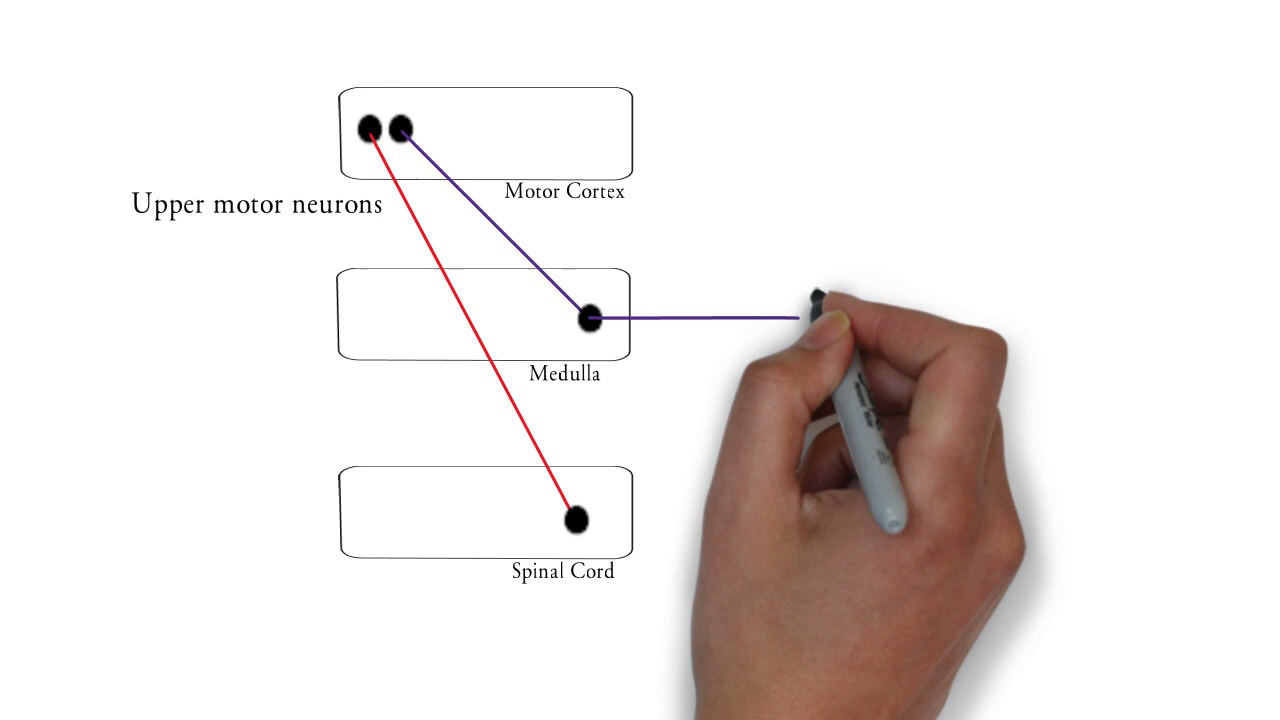 Motor Cortex
Upper motor neurons
Medulla
Spinal Cord